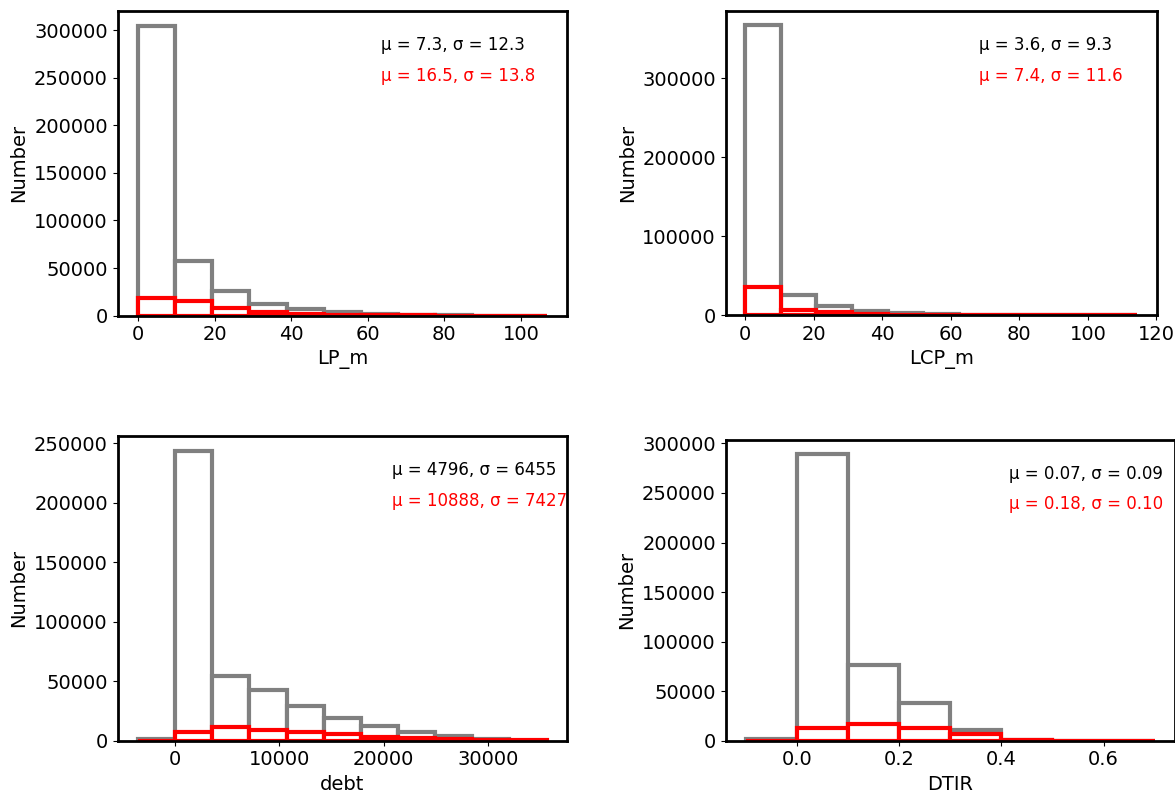 300000
250000
200000
150000
100000
50000
0
Number
0 20 40 60 80 100
LP_m
μ = 7.3, σ = 12.3
μ = 16.5, σ = 13.8
300000
200000
100000
0
Number
0 20 40 60 80 100 120
LCP_m
μ = 3.6, σ = 9.3
μ = 7.4, σ = 11.6
250000
200000
150000
100000
50000
0
Number
0 10000 20000 30000
debt
μ = 4796, σ = 6455
μ = 10888, σ = 7427
300000
250000
200000
150000
100000
50000
0
Number
0.0 0.2 0.4 0.6
DTIR
μ = 0.07, σ = 0.09
μ = 0.18, σ = 0.10